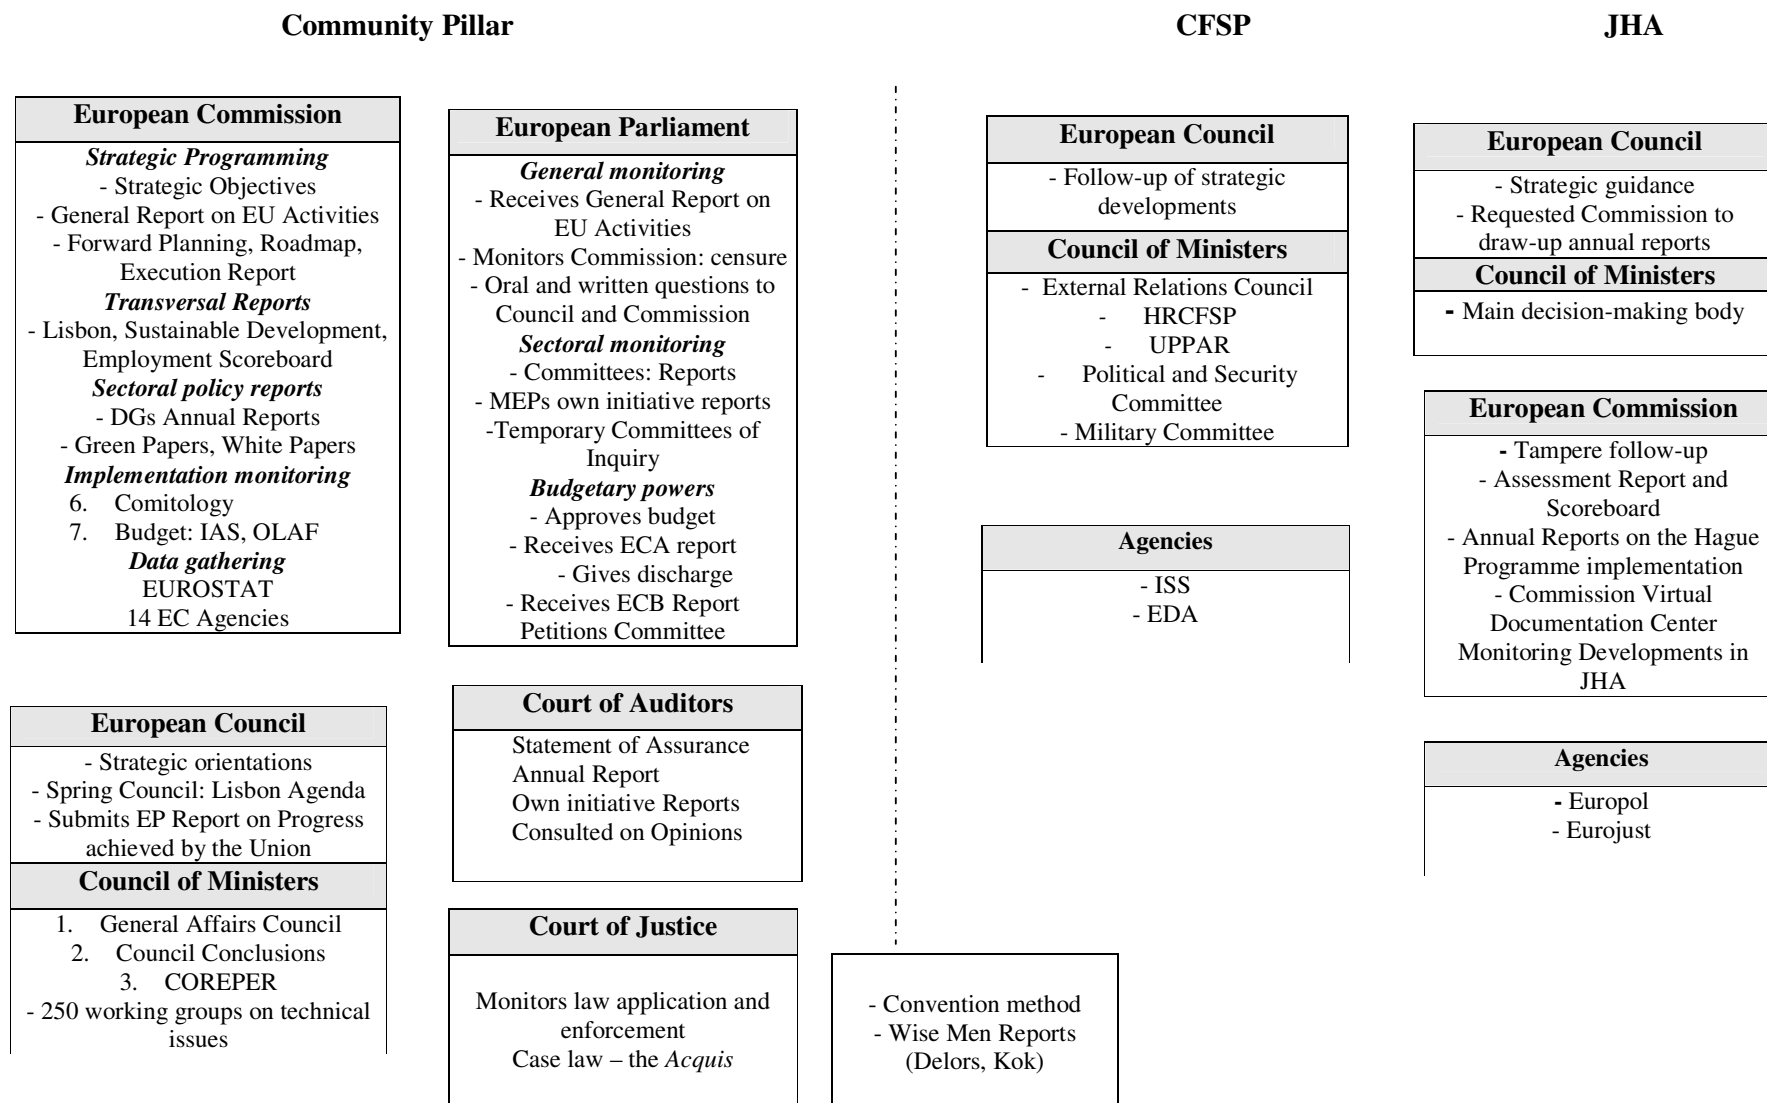 Community Pillar
CFSP
JHA
European Commission
Strategic Programming
- Strategic Objectives
- General Report on EU Activities
- Forward Planning, Roadmap,
Execution Report
Transversal Reports
- Lisbon, Sustainable Development,
Employment Scoreboard
Sectoral policy reports
- DGs Annual Reports
- Green Papers, White Papers
Implementation monitoring
6. Comitology
7. Budget: IAS, OLAF
Data gathering
EUROSTAT
14 EC Agencies
European Council
- Strategic orientations
- Spring Council: Lisbon Agenda
- Submits EP Report on Progress
achieved by the Union
Council of Ministers
1. General Affairs Council
2. Council Conclusions
3. COREPER
- 250 working groups on technical
issues
European Parliament
General monitoring
- Receives General Report on
EU Activities
- Monitors Commission: censure
- Oral and written questions to
Council and Commission
Sectoral monitoring
- Committees: Reports
- MEPs own initiative reports
-Temporary Committees of
Inquiry
Budgetary powers
- Approves budget
- Receives ECA report
- Gives discharge
- Receives ECB Report
Petitions Committee
Court of Auditors
Statement of Assurance
Annual Report
Own initiative Reports
Consulted on Opinions
Court of Justice
Monitors law application and
enforcement
Case law – the Acquis
- Convention method
- Wise Men Reports
(Delors, Kok)
European Council
- Follow-up of strategic
developments
Council of Ministers
- External Relations Council
- HRCFSP
- UPPAR
- Political and Security
Committee
- Military Committee
Agencies
- ISS
- EDA
European Council
- Strategic guidance
- Requested Commission to
draw-up annual reports
Council of Ministers
- Main decision-making body
European Commission
- Tampere follow-up
- Assessment Report and
Scoreboard
- Annual Reports on the Hague
Programme implementation
- Commission Virtual
Documentation Center
Monitoring Developments in
JHA
Agencies
- Europol
- Eurojust